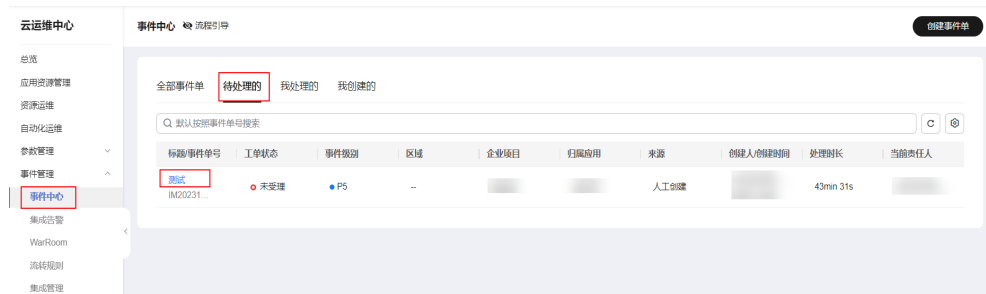 云运维中心
事件中心 流程引导
创建事件单
总览
应用资源管理
资源运维
自动化运维
参数管理
事件管理
事件中心
集成告警
WarRoom
流转规则
集成管理
全部事件单 待处理的 我处理的 我创建的
默认按照事件单号搜索
标题/事件单号 工单状态 事件级别 区域 企业项目 归属应用 来源 创建人/创建时间 处理时长 当前责任人
测试 未受理 P5 -- 人工创建 43min 31s
IM20231...